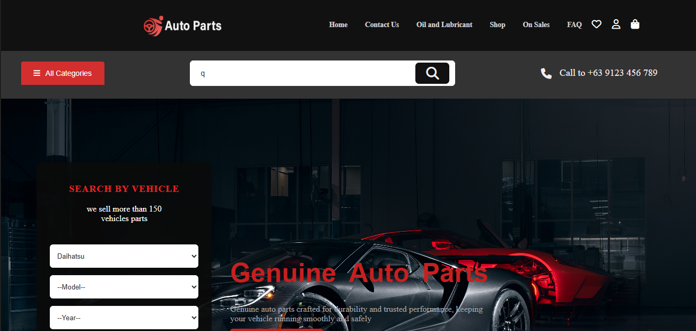 Auto Parts
Home Contact Us Oil and Lubricant Shop On Sales FAQ
All Categories
q
Call to +63 9123 456 789
SEARCH BY VEHICLE
we sell more than 150
vehicles parts
Daihatsu
--Model--
--Year--
Genuine Auto Parts
Genuine auto parts crafted for durability and trusted performance, keeping
your vehicle running smoothly and safely